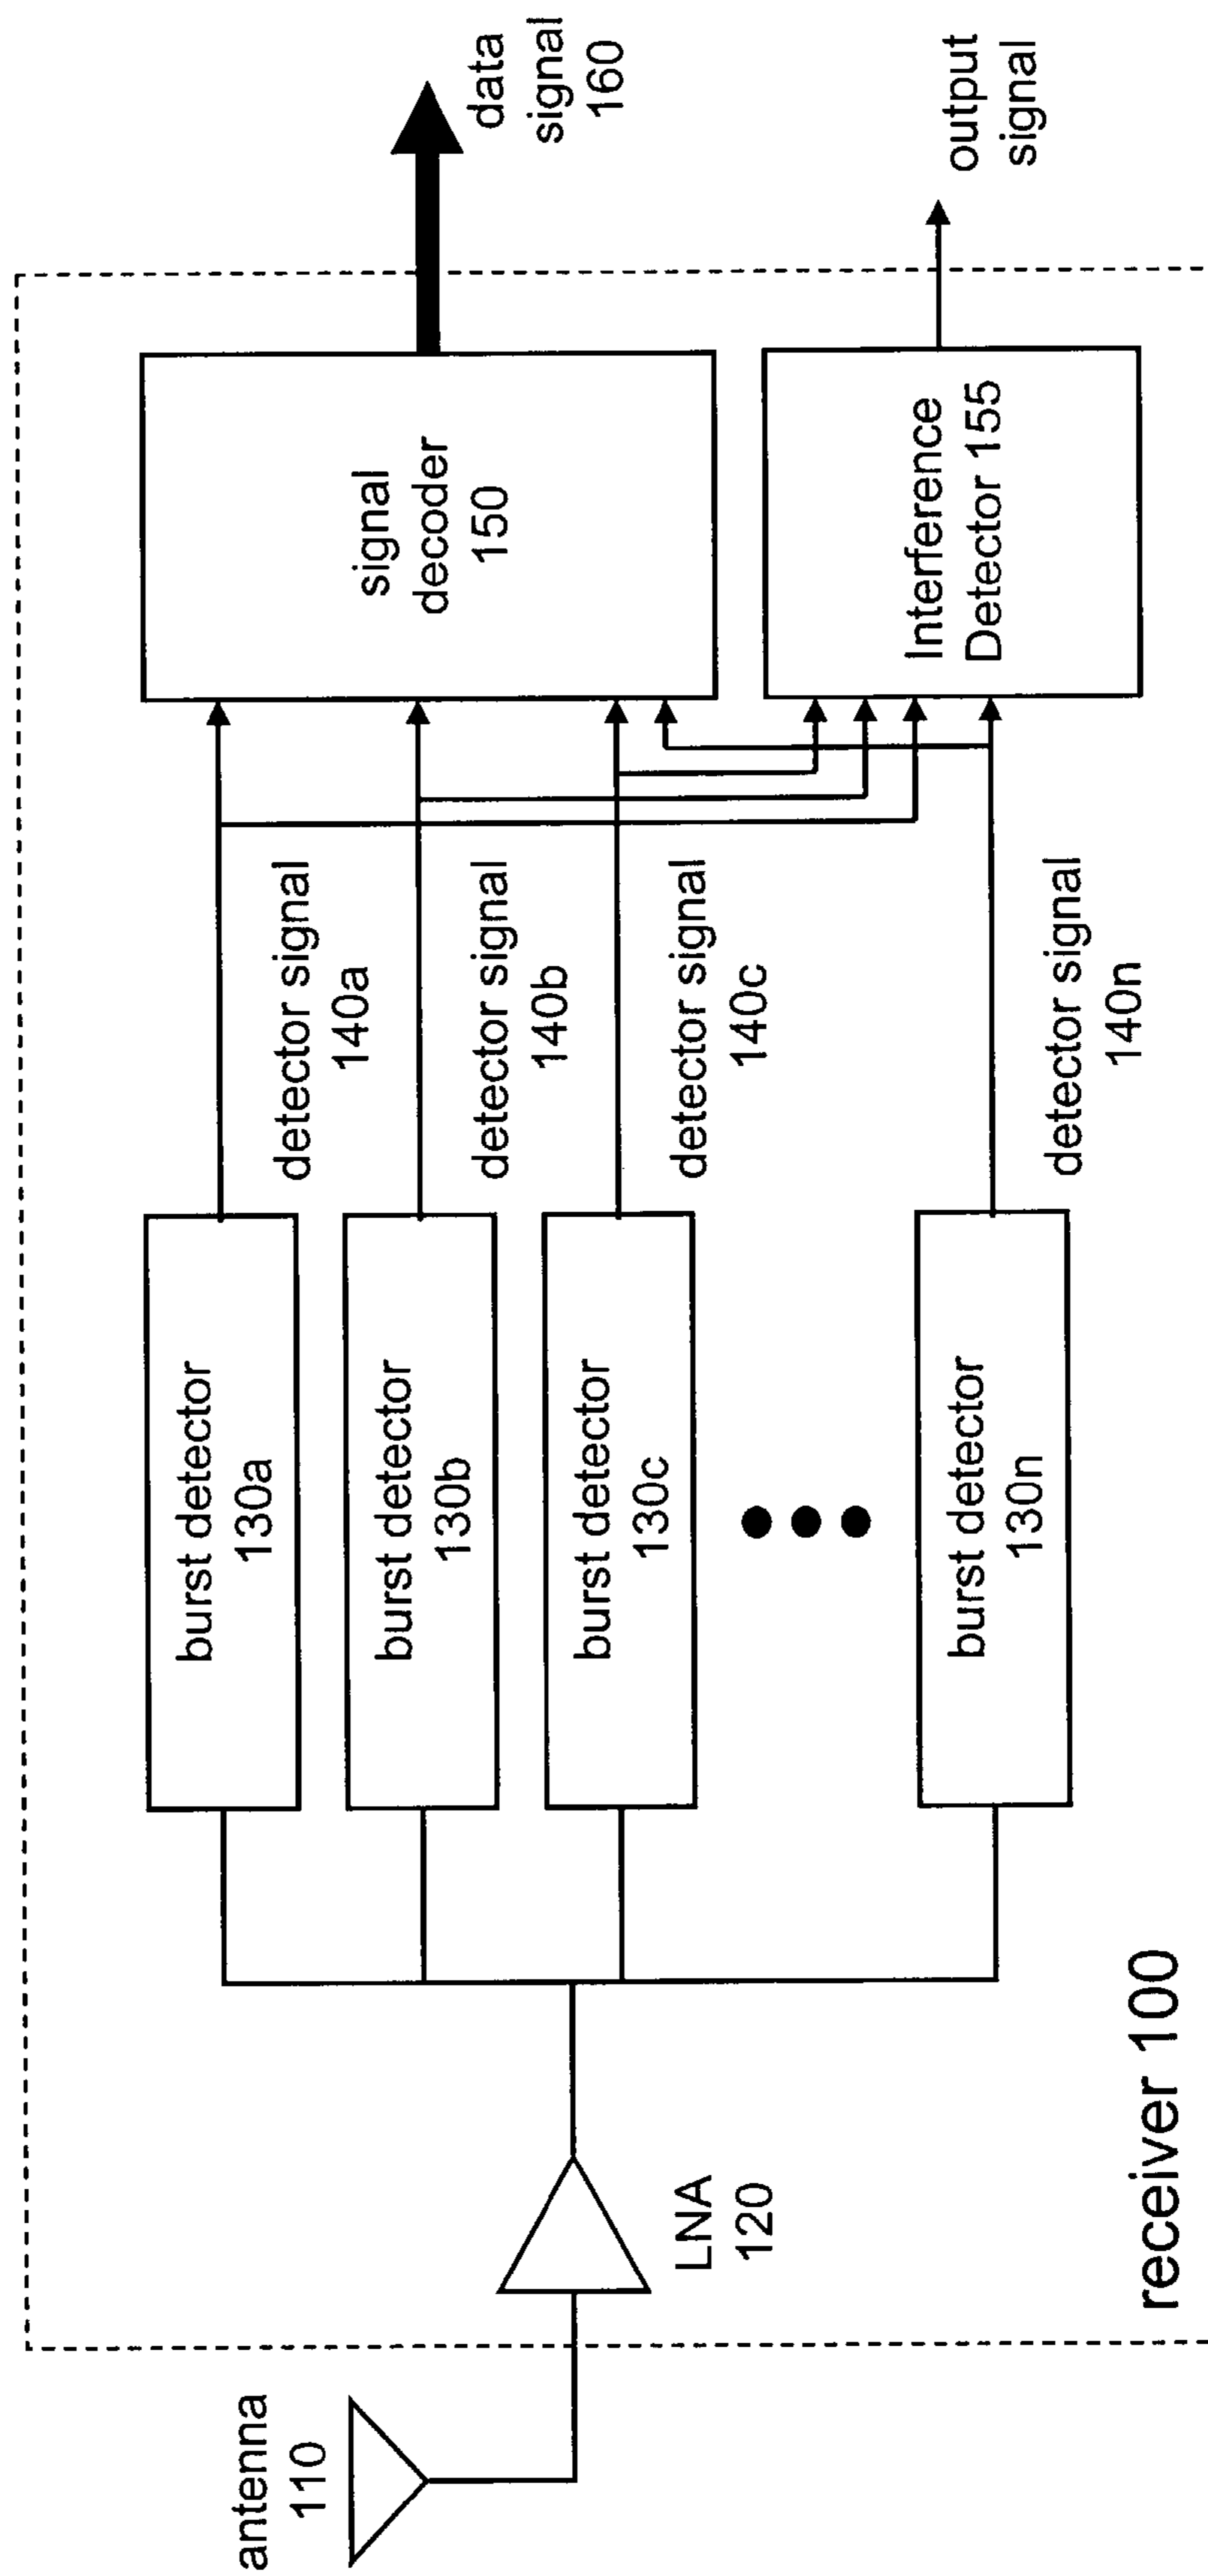 antenna
110
LNA
120
receiver 100
burst detector
130a
burst detector
130b
burst detector
130c
burst detector
130n
detector signal
140a
detector signal
140b
detector signal
140c
detector signal
140n
signal
decoder
150
Interference
Detector 155
data
signal
160
output
signal